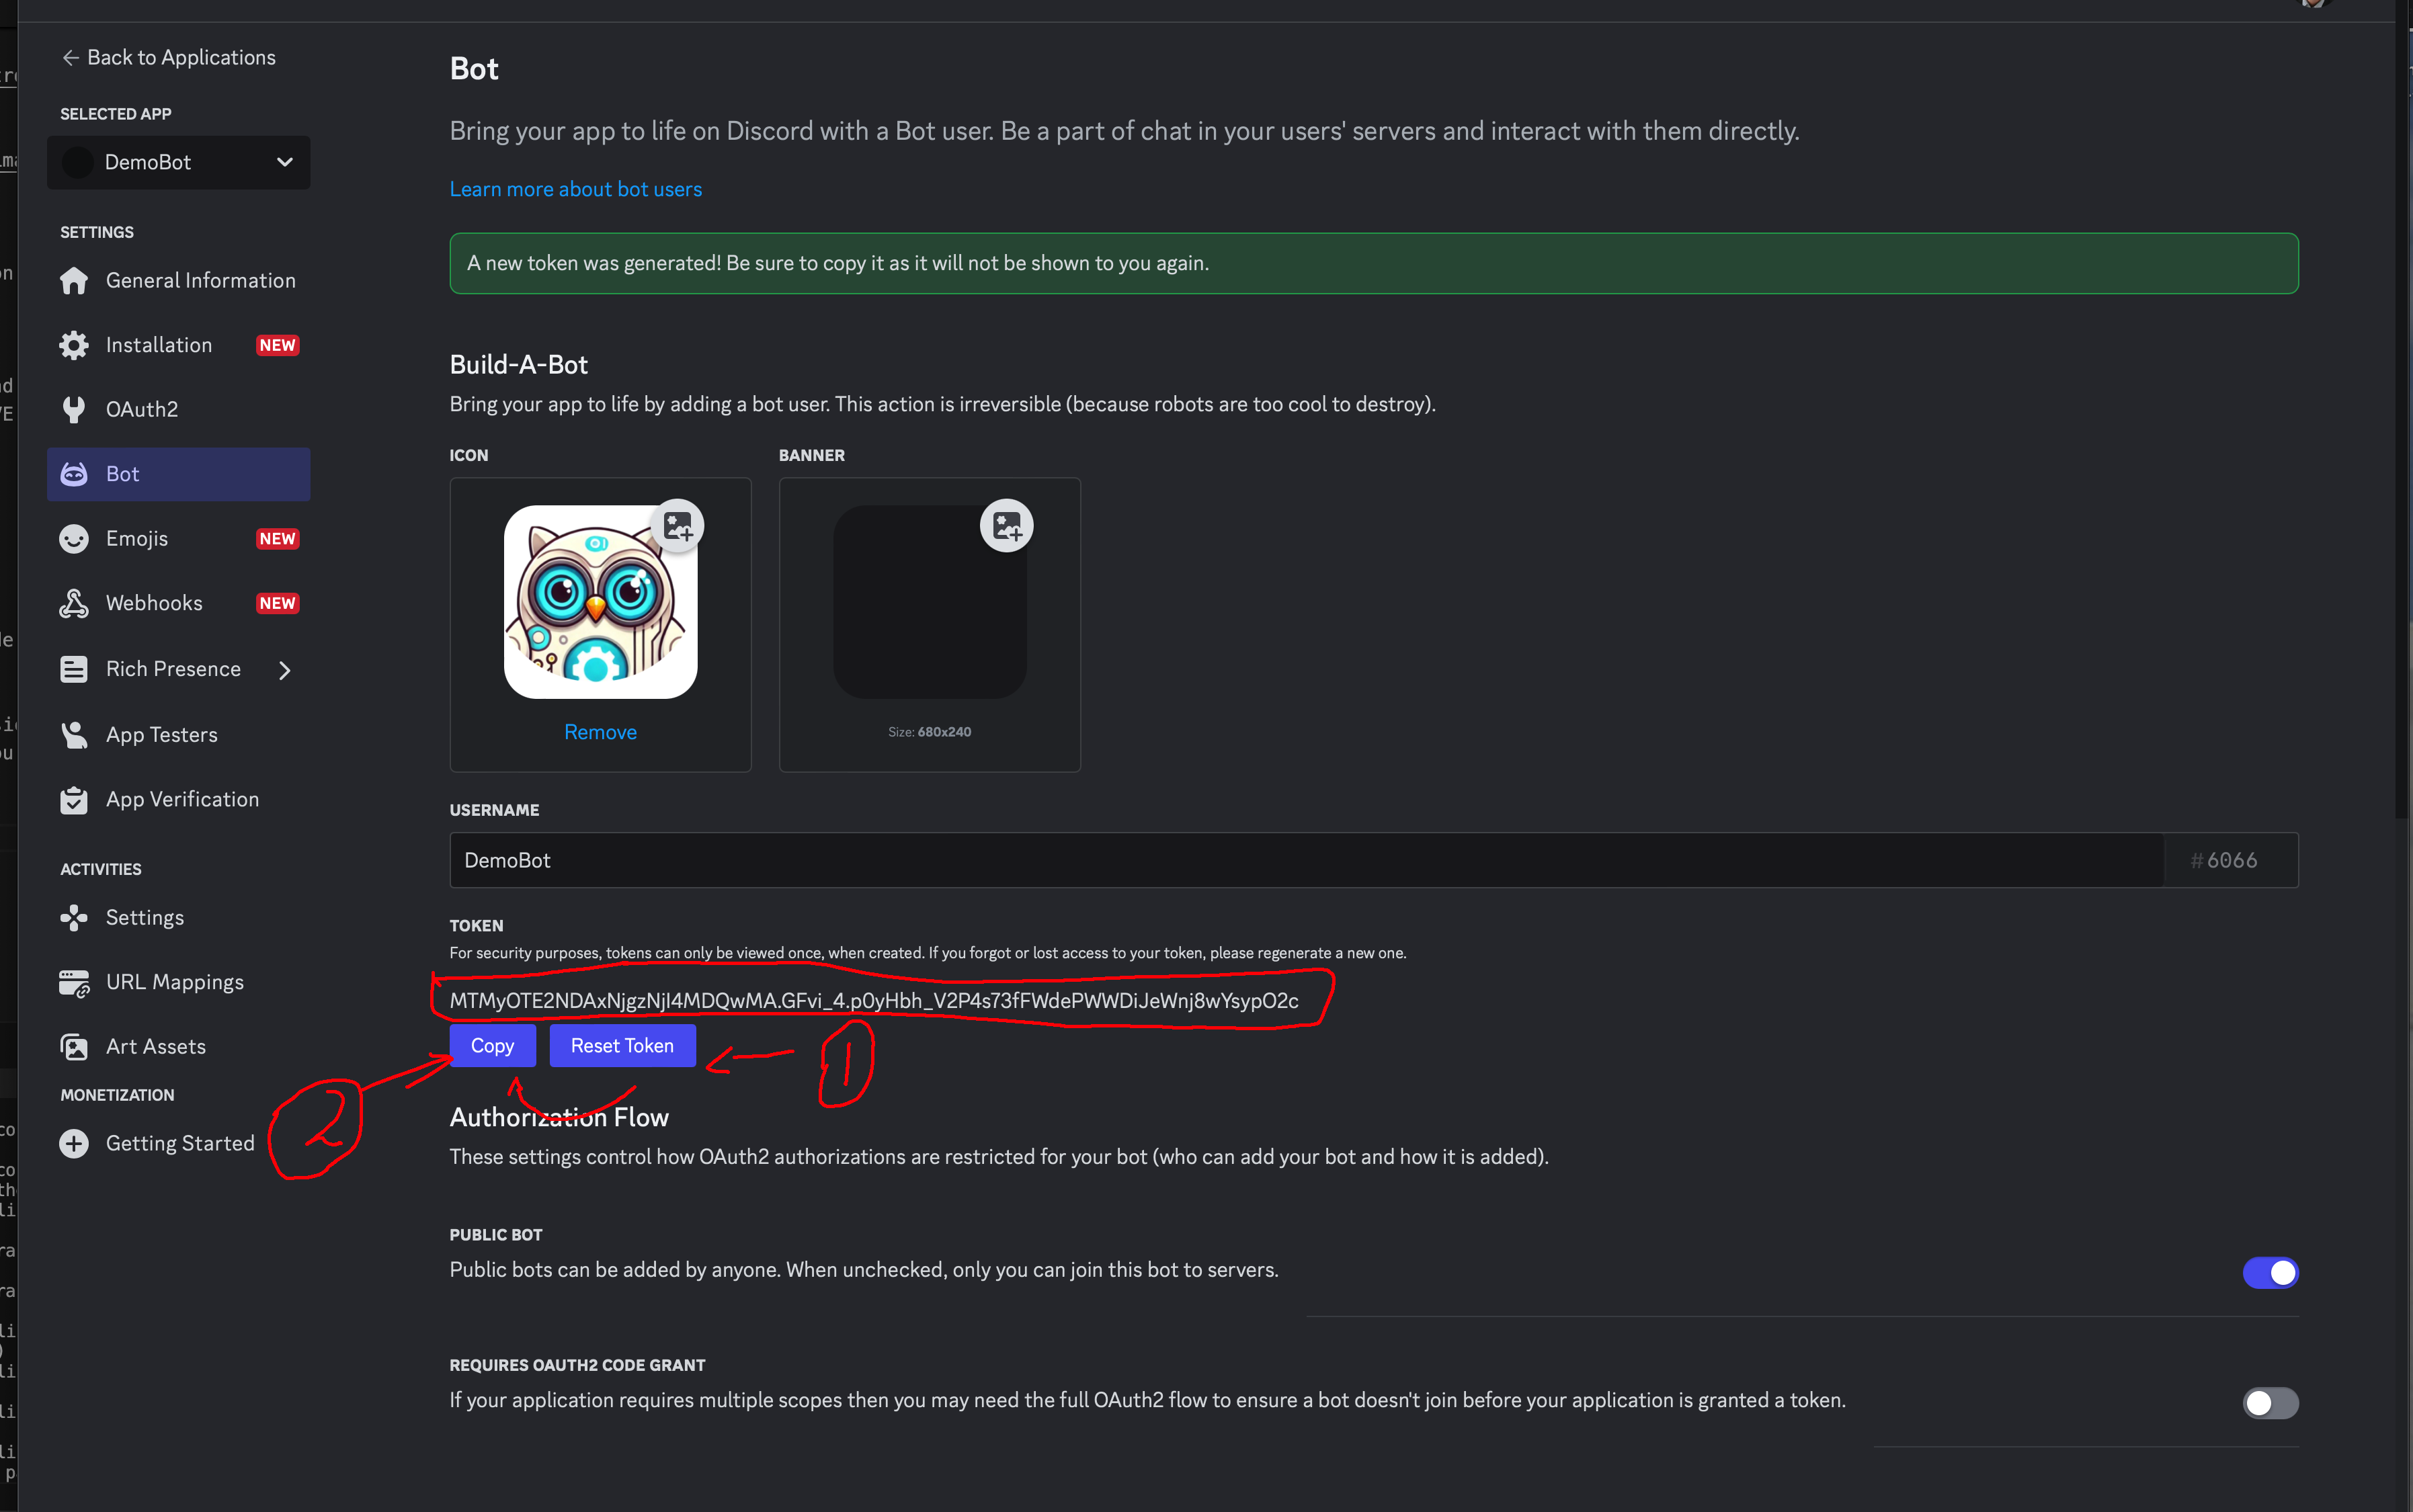 Back to Applications
SELECTED APP
DemoBot
SETTINGS
General Information
Installation NEW
OAuth2
Bot
Emojis NEW
Webhooks NEW
Rich Presence
App Testers
App Verification
ACTIVITIES
Settings
URL Mappings
Art Assets
MONETIZATION
Getting Started
Bot
Bring your app to life on Discord with a Bot user. Be a part of chat in your users' servers and interact with them directly.
Learn more about bot users
A new token was generated! Be sure to copy it as it will not be shown to you again.
Build-A-Bot
Bring your app to life by adding a bot user. This action is irreversible (because robots are too cool to destroy).
ICON BANNER
Remove Size: 680x240
USERNAME
DemoBot #6066
TOKEN
For security purposes, tokens can only be viewed once, when created. If you forgot or lost access to your token, please regenerate a new one.
MTMyOTE2NDAxNjgzNjI4MDQwMA.GFvi_4.p0yHbh_V2P4s73fFWdePWWDiJeWnj8wYsypO2c
Copy Reset Token 1
2
Authorization Flow
These settings control how OAuth2 authorizations are restricted for your bot (who can add your bot and how it is added).
PUBLIC BOT
Public bots can be added by anyone. When unchecked, only you can join this bot to servers.
REQUIRES OAUTH2 CODE GRANT
If your application requires multiple scopes then you may need the full OAuth2 flow to ensure a bot doesn't join before your application is granted a token.